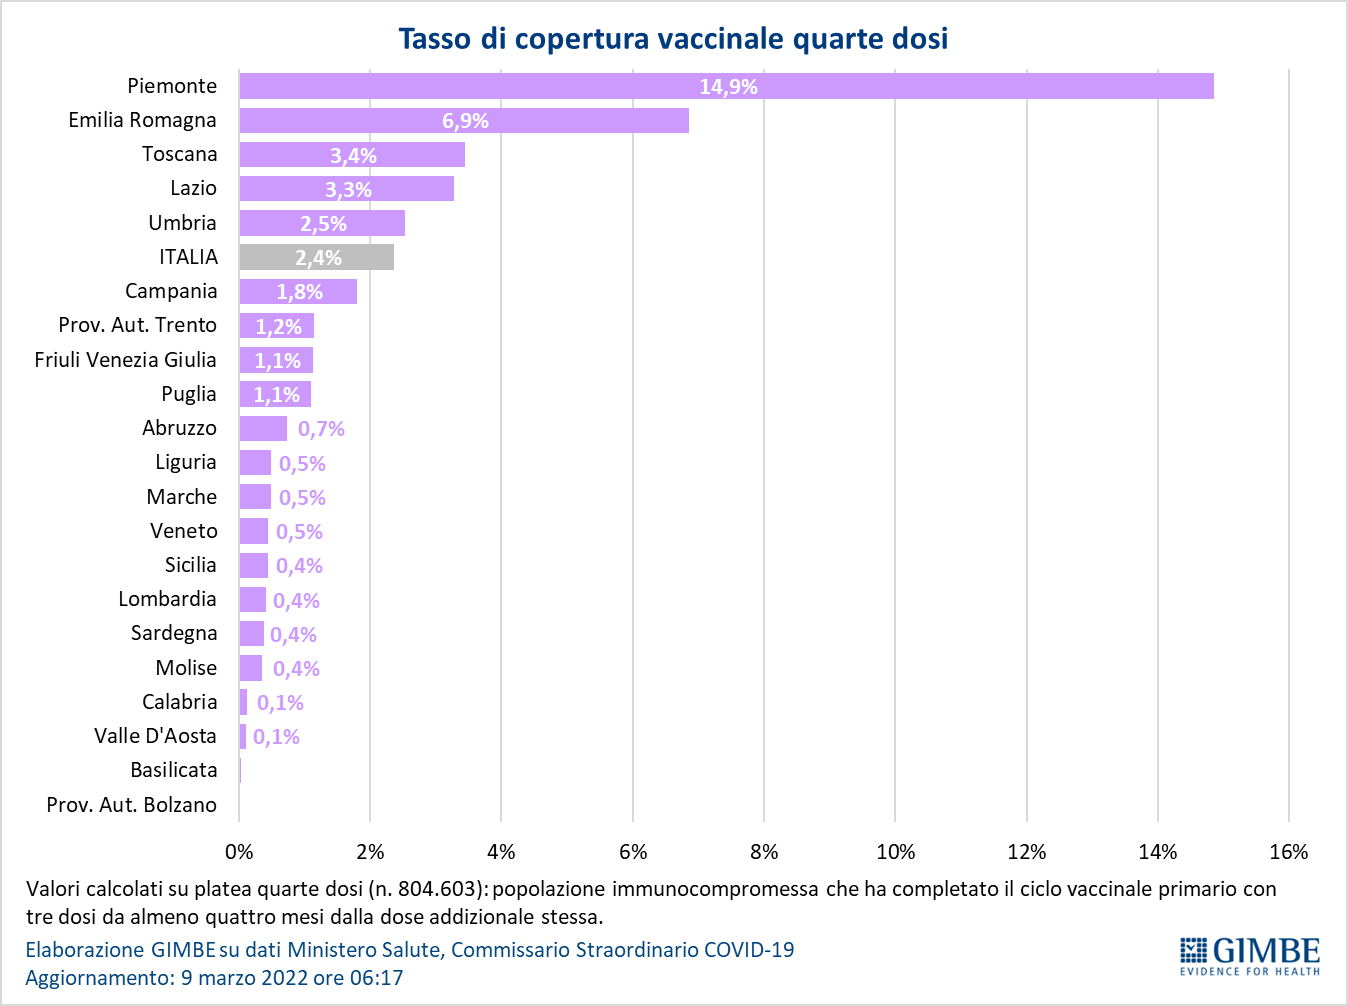 Tasso di copertura vaccinale quarte dosi
Piemonte 14,9%
Emilia Romagna 6,9%
Toscana 3,4%
Lazio 3,3%
Umbria 2,5%
ITALIA 2,4%
Campania 1,8%
Prov. Aut. Trento 1,2%
Friuli Venezia Giulia 1,1%
Puglia 1,1%
Abruzzo 0,7%
Liguria 0,5%
Marche 0,5%
Veneto 0,5%
Sicilia 0,4%
Lombardia 0,4%
Sardegna 0,4%
Molise 0,4%
Calabria 0,1%
Valle D'Aosta 0,1%
Basilicata
Prov. Aut. Bolzano
0% 2% 4% 6% 8% 10% 12% 14% 16%
Valori calcolati su platea quarte dosi (n. 804.603): popolazione immunocompromessa che ha completato il ciclo vaccinale primario con
tre dosi da almeno quattro mesi dalla dose addizionale stessa.
Elaborazione GIMBE su dati Ministero Salute, Commissario Straordinario COVID-19
Aggiornamento: 9 marzo 2022 ore 06:17
GIMBE
EVIDENCE FOR HEALTH